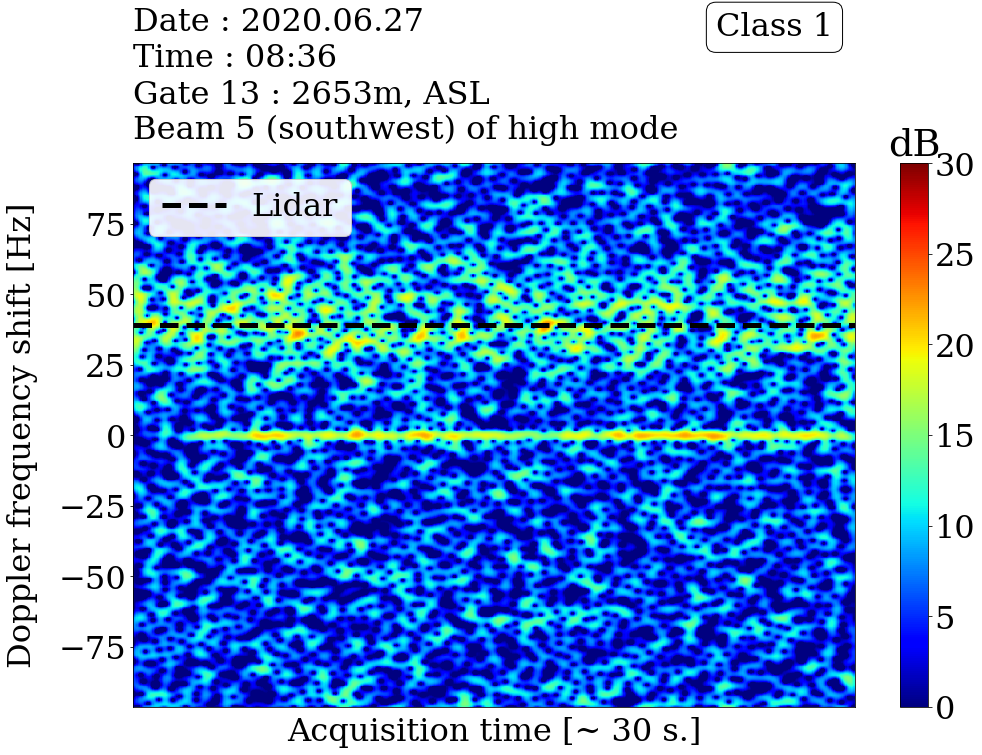 Date : 2020.06.27
Time : 08:36
Gate 13 : 2653m, ASL
Beam 5 (southwest) of high mode
Class 1
dB
Lidar
Doppler frequency shift [Hz]
75
50
25
0
−25
−50
−75
30
25
20
15
10
5
0
Acquisition time [~ 30 s.]